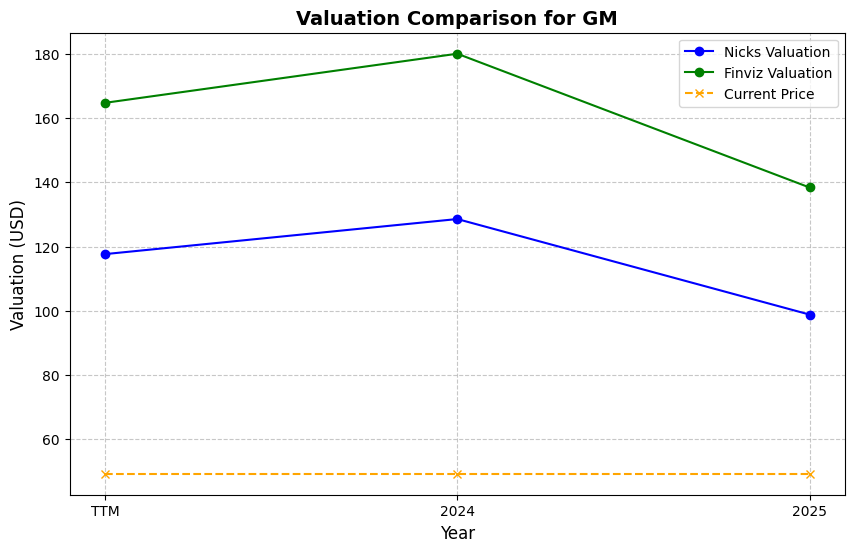 Valuation Comparison for GM
Nicks Valuation
Finviz Valuation
Current Price
Valuation (USD)
180
160
140
120
100
80
60
TTM
2024
2025
Year